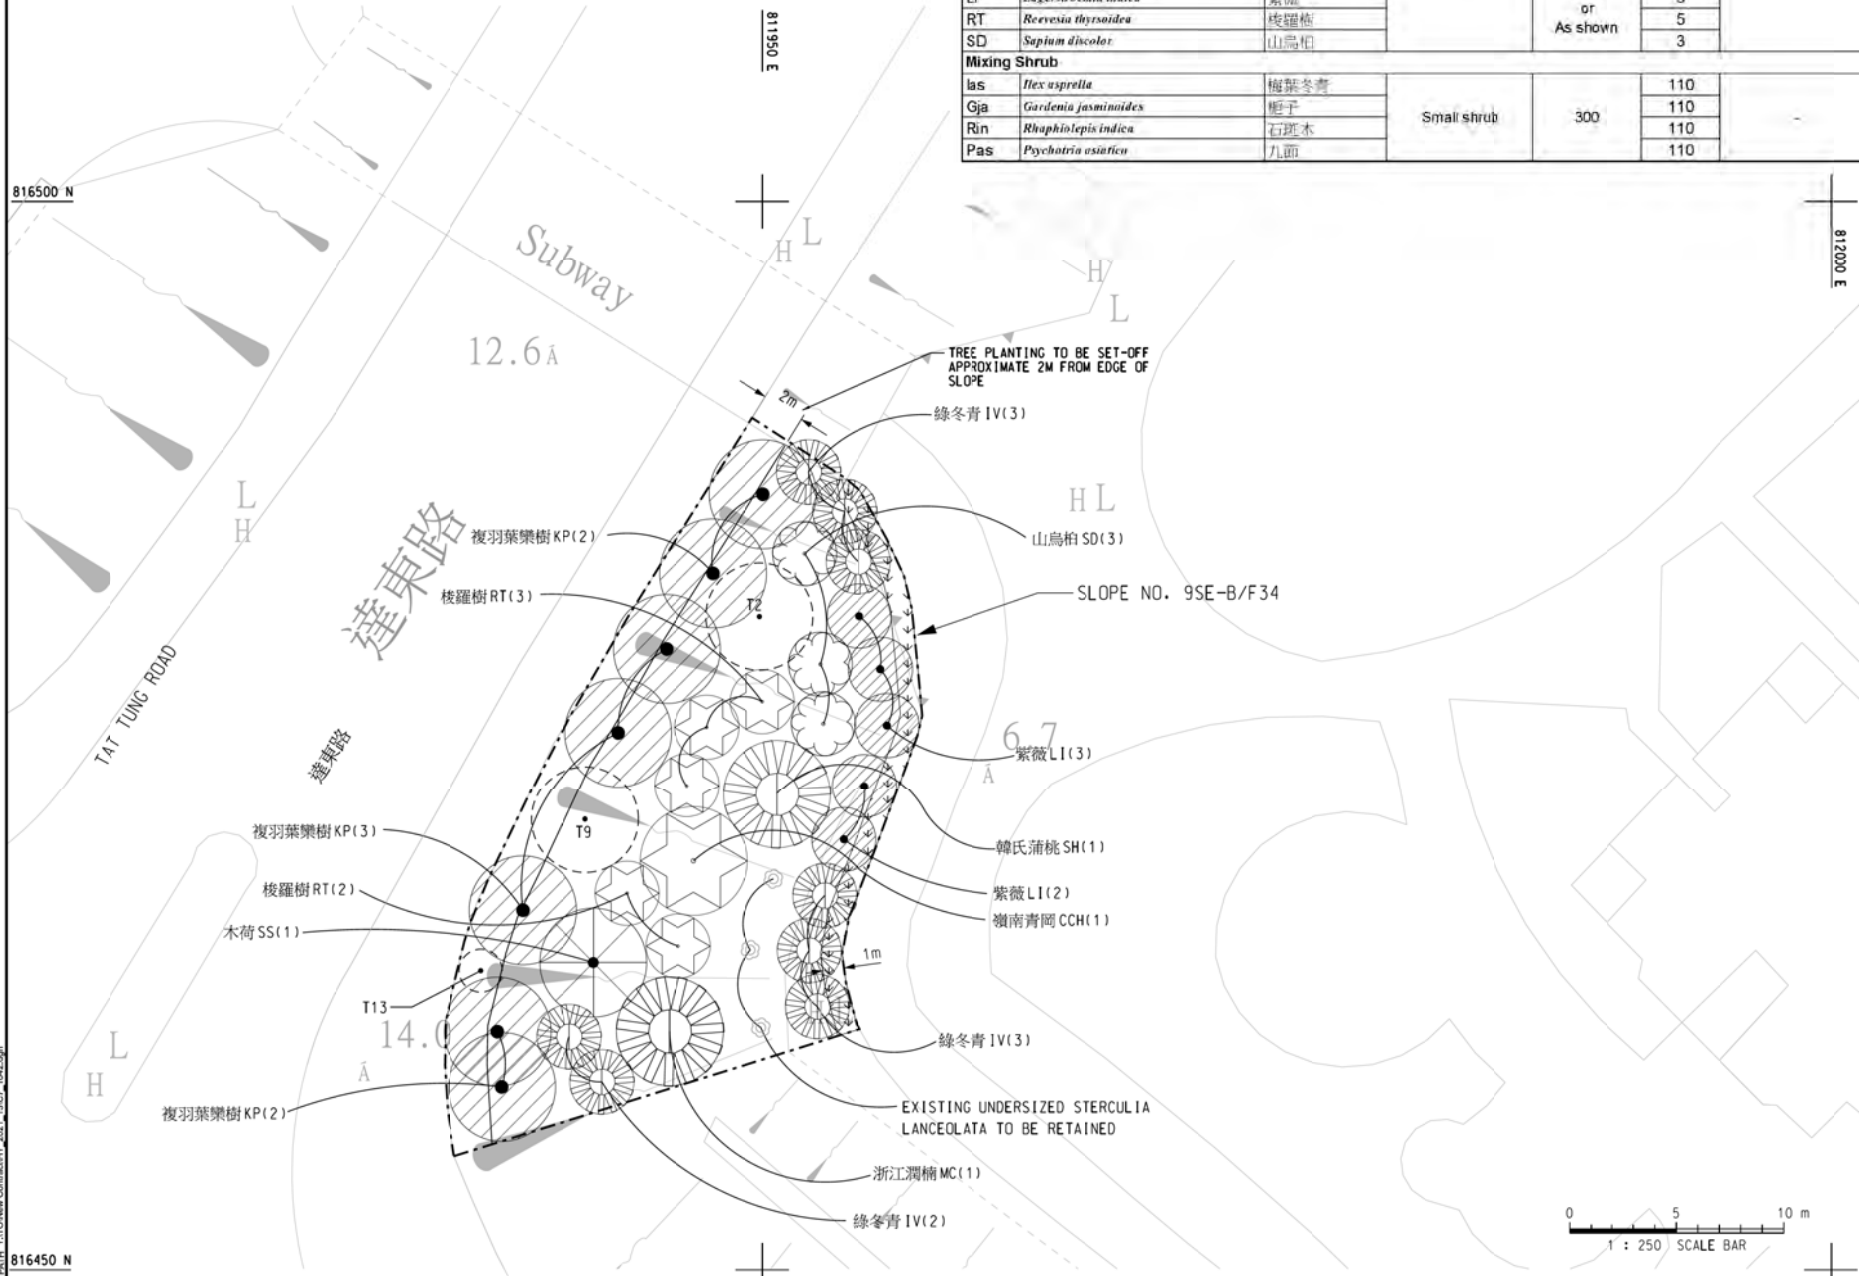 or
As shown
RT Reevesia thyrsoidea 梭羅樹 5
SD Sapium discolor 山烏柏 3
Mixing Shrub
Ias Ilex asprella 梅葉冬青 110
Gja Gardenia jasminoides 梔子 110
Small shrub 300
Rin Rhaphiolepis indica 石斑木 110
Pas Psychotria asiatica 九節 110
-
819950 E
816500 N
812000 E
Subway
H L
H
L
12.6
TREE PLANTING TO BE SET-OFF
APPROXIMATE 2M FROM EDGE OF
SLOPE
2m
綠冬青 IV(3)
L
H
H L
達東路
複羽葉欒樹 KP(2)
山烏柏 SD(3)
梭羅樹 RT(3)
T2
SLOPE NO. 9SE-B/F34
TAT TUNG ROAD
達東路
6.7
紫薇 LI(3)
T9
複羽葉欒樹 KP(3)
韓氏蒲桃 SH(1)
梭羅樹 RT(2)
紫薇 LI(2)
嶺南青岡 CCH(1)
木荷 SS(1)
1m
T13
14.0
L
H
綠冬青 IV(3)
複羽葉欒樹 KP(2)
EXISTING UNDERSIZED STERCULIA
LANCEOLATA TO BE RETAINED
浙江潤楠 MC(1)
綠冬青 IV(2)
0 5 10 m
1 : 250 SCALE BAR
816450 N